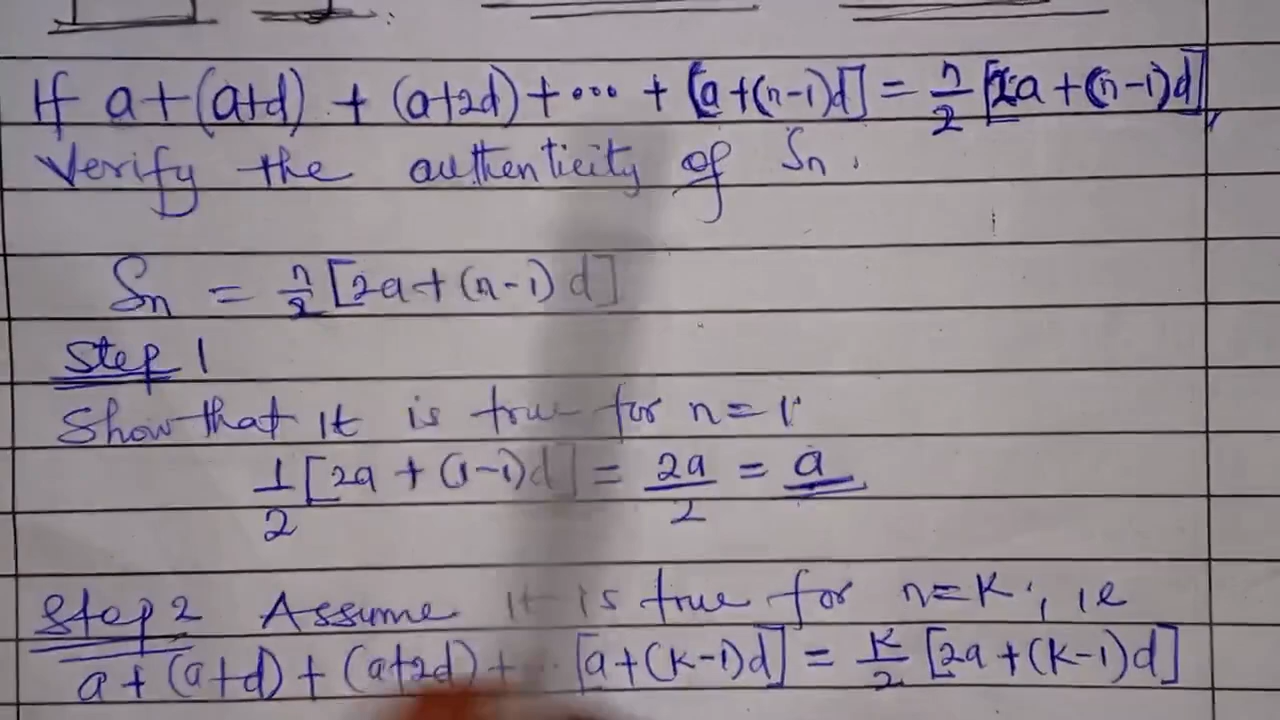 If a+(a+d) + (a+2d)+... + [a+(n-1)d] = n/2 [2a+(n-1)d],
Verify the authenticity of Sn.
Sn = n/2 [2a+(n-1)d]
Step 1
Show that it is true for n=1
1/2 [2a + (1-1)d] = 2a/2 = a
Step 2 Assume it is true for n=K, ie
a+(a+d)+(a+2d)+.. [a+(K-1)d] = K/2 [2a+(K-1)d]